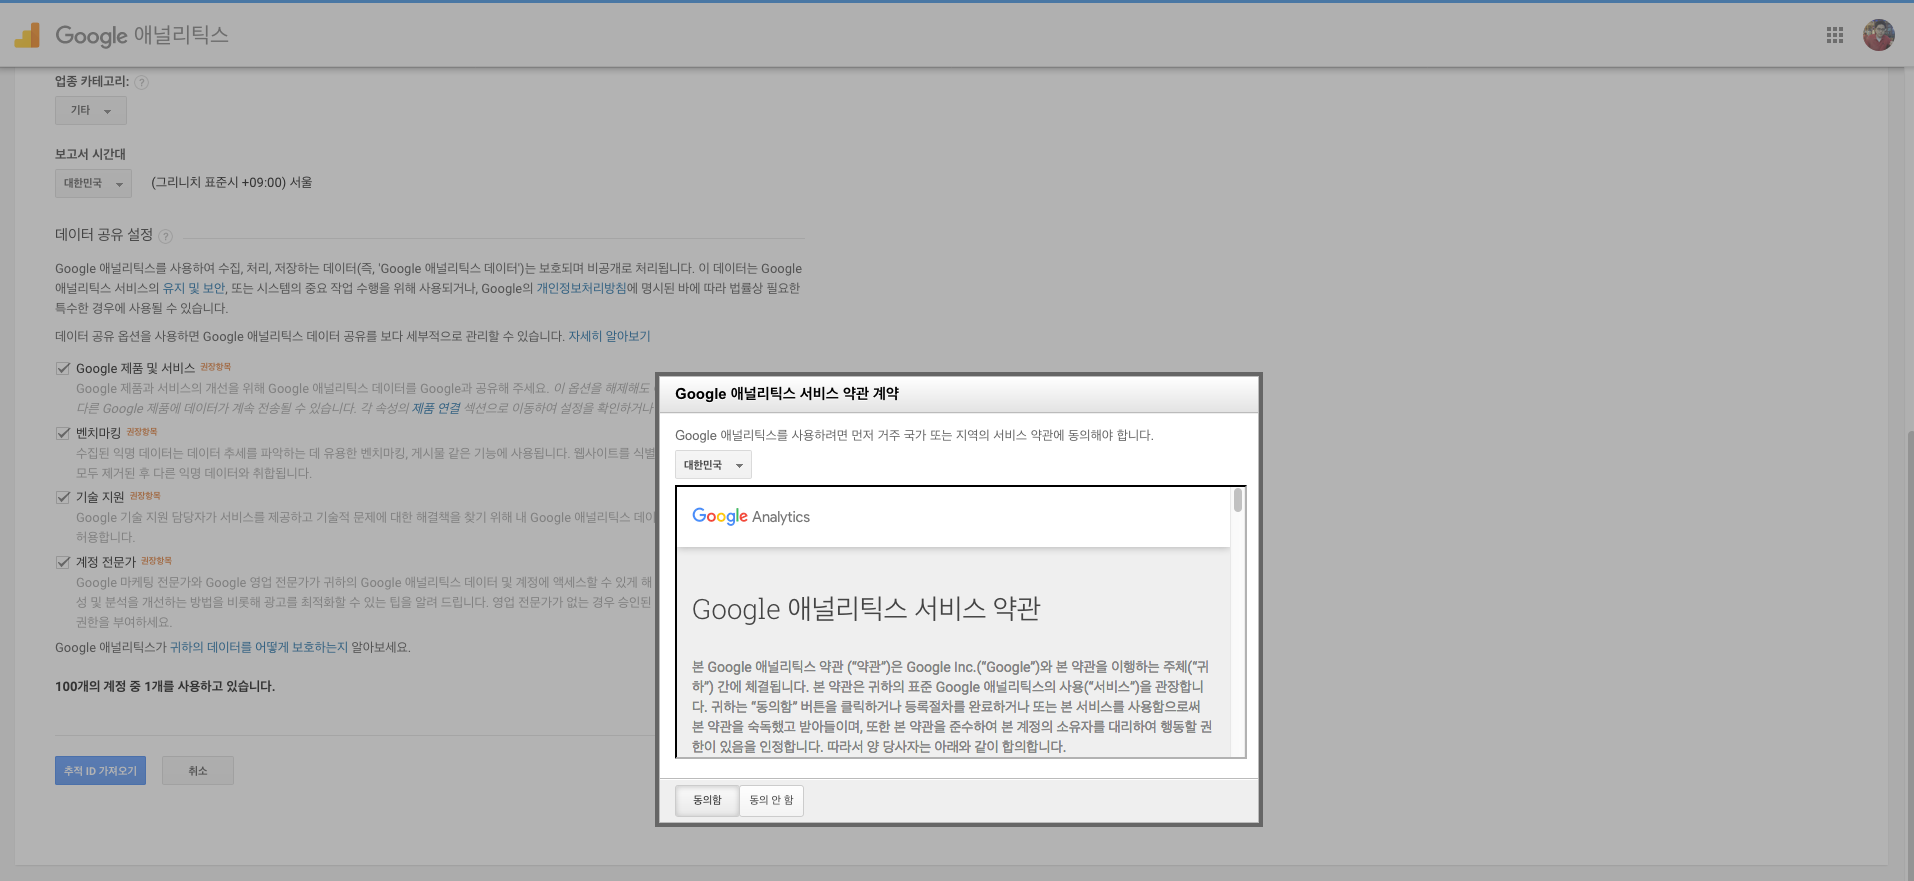 Google 애널리틱스
업종 카테고리: ?
기타
보고서 시간대
대한민국 (그리니치 표준시 +09:00) 서울
데이터 공유 설정 ?
Google 애널리틱스를 사용하여 수집, 처리, 저장하는 데이터(즉, 'Google 애널리틱스 데이터')는 보호되며 비공개로 처리됩니다. 이 데이터는 Google
애널리틱스 서비스의 유지 및 보안, 또는 시스템의 중요 작업 수행을 위해 사용되거나, Google의 개인정보처리방침에 명시된 바에 따라 법률상 필요한
특수한 경우에 사용될 수 있습니다.
데이터 공유 옵션을 사용하면 Google 애널리틱스 데이터 공유를 보다 세부적으로 관리할 수 있습니다. 자세히 알아보기
Google 제품 및 서비스 권장항목
Google 제품과 서비스의 개선을 위해 Google 애널리틱스 데이터를 Google과 공유해 주세요. 이 옵션을 해제해도
다른 Google 제품에 데이터가 계속 전송될 수 있습니다. 각 속성의 제품 연결 섹션으로 이동하여 설정을 확인하거나
벤치마킹 권장항목
수집된 익명 데이터는 데이터 추세를 파악하는 데 유용한 벤치마킹, 게시물 같은 기능에 사용됩니다. 웹사이트를 식별
모두 제거된 후 다른 익명 데이터와 취합됩니다.
기술 지원 권장항목
Google 기술 지원 담당자가 서비스를 제공하고 기술적 문제에 대한 해결책을 찾기 위해 내 Google 애널리틱스 데이
허용합니다.
계정 전문가 권장항목
Google 마케팅 전문가와 Google 영업 전문가가 귀하의 Google 애널리틱스 데이터 및 계정에 액세스할 수 있게 해
성 및 분석을 개선하는 방법을 비롯해 광고를 최적화할 수 있는 팁을 알려 드립니다. 영업 전문가가 없는 경우 승인된
권한을 부여하세요.
Google 애널리틱스가 귀하의 데이터를 어떻게 보호하는지 알아보세요.
100개의 계정 중 1개를 사용하고 있습니다.
추적 ID 가져오기 취소
Google 애널리틱스 서비스 약관 계약
Google 애널리틱스를 사용하려면 먼저 거주 국가 또는 지역의 서비스 약관에 동의해야 합니다.
대한민국
Google Analytics
Google 애널리틱스 서비스 약관
본 Google 애널리틱스 약관 ("약관")은 Google Inc.("Google")와 본 약관을 이행하는 주체("귀
하") 간에 체결됩니다. 본 약관은 귀하의 표준 Google 애널리틱스의 사용("서비스")을 관장합니
다. 귀하는 "동의함" 버튼을 클릭하거나 등록절차를 완료하거나 또는 본 서비스를 사용함으로써
본 약관을 숙독했고 받아들이며, 또한 본 약관을 준수하여 본 계정의 소유자를 대리하여 행동할 권
한이 있음을 인정합니다. 따라서 양 당사자는 아래와 같이 합의합니다.
동의함 동의 안 함